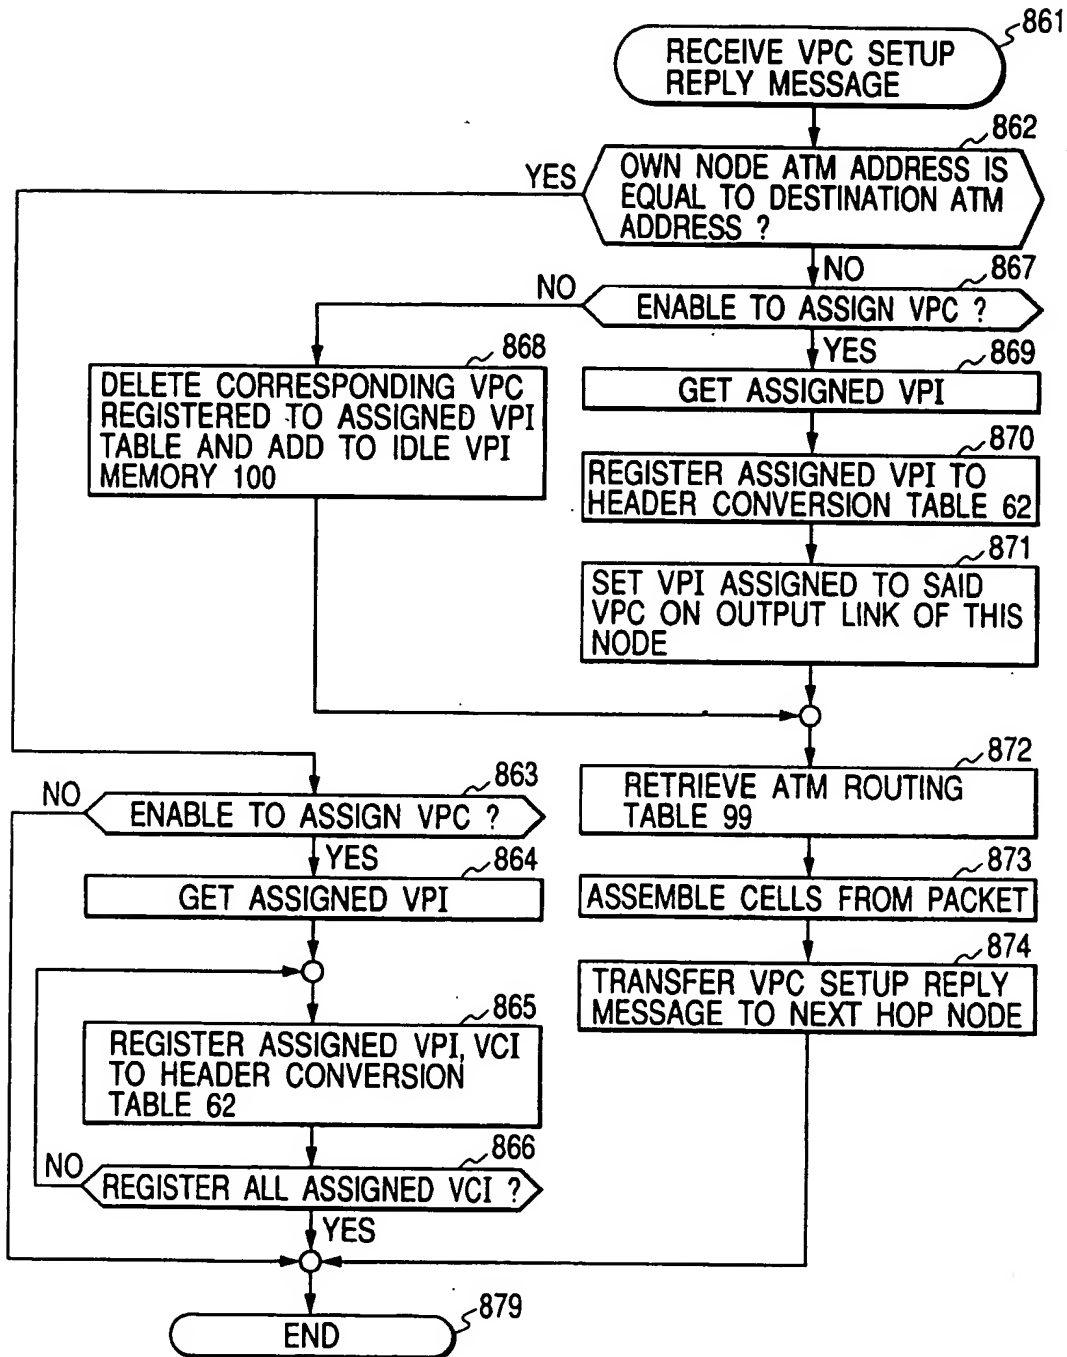 861
RECEIVE VPC SETUP
REPLY MESSAGE
862
YES
OWN NODE ATM ADDRESS IS
EQUAL TO DESTINATION ATM
ADDRESS ?
NO
867
NO
ENABLE TO ASSIGN VPC ?
YES
868
DELETE CORRESPONDING VPC
REGISTERED TO ASSIGNED VPI
TABLE AND ADD TO IDLE VPI
MEMORY 100
869
GET ASSIGNED VPI
870
REGISTER ASSIGNED VPI TO
HEADER CONVERSION TABLE 62
871
SET VPI ASSIGNED TO SAID
VPC ON OUTPUT LINK OF THIS
NODE
863
NO
ENABLE TO ASSIGN VPC ?
YES
864
GET ASSIGNED VPI
865
REGISTER ASSIGNED VPI, VCI
TO HEADER CONVERSION
TABLE 62
866
NO
REGISTER ALL ASSIGNED VCI ?
YES
872
RETRIEVE ATM ROUTING
TABLE 99
873
ASSEMBLE CELLS FROM PACKET
874
TRANSFER VPC SETUP REPLY
MESSAGE TO NEXT HOP NODE
879
END